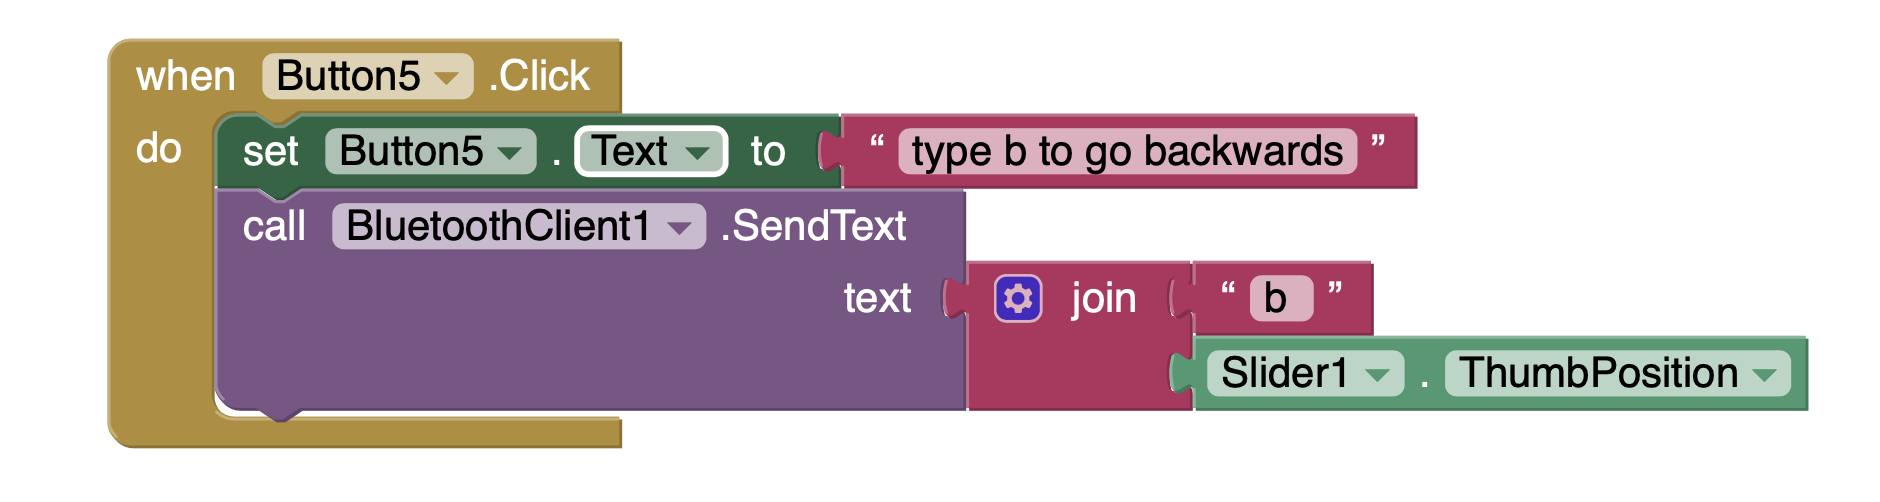 when Button5 .Click
do set Button5 . Text to “ type b to go backwards ”
call BluetoothClient1 .SendText
text join “ b ”
Slider1 . ThumbPosition